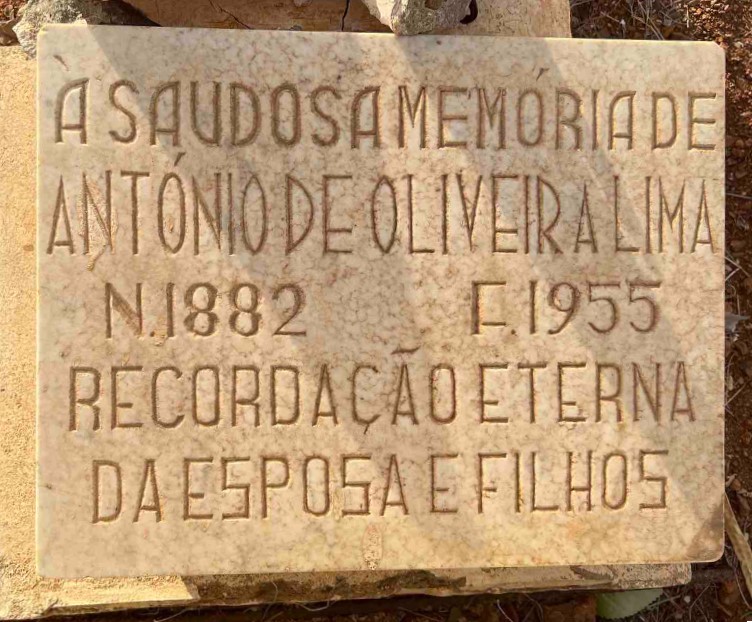 À SAUDOSA MEMÓRIA DE
ANTÓNIO DE OLIVEIRA LIMA
N. 1882 F. 1955
RECORDAÇÃO ETERNA
DA ESPOSA E FILHOS